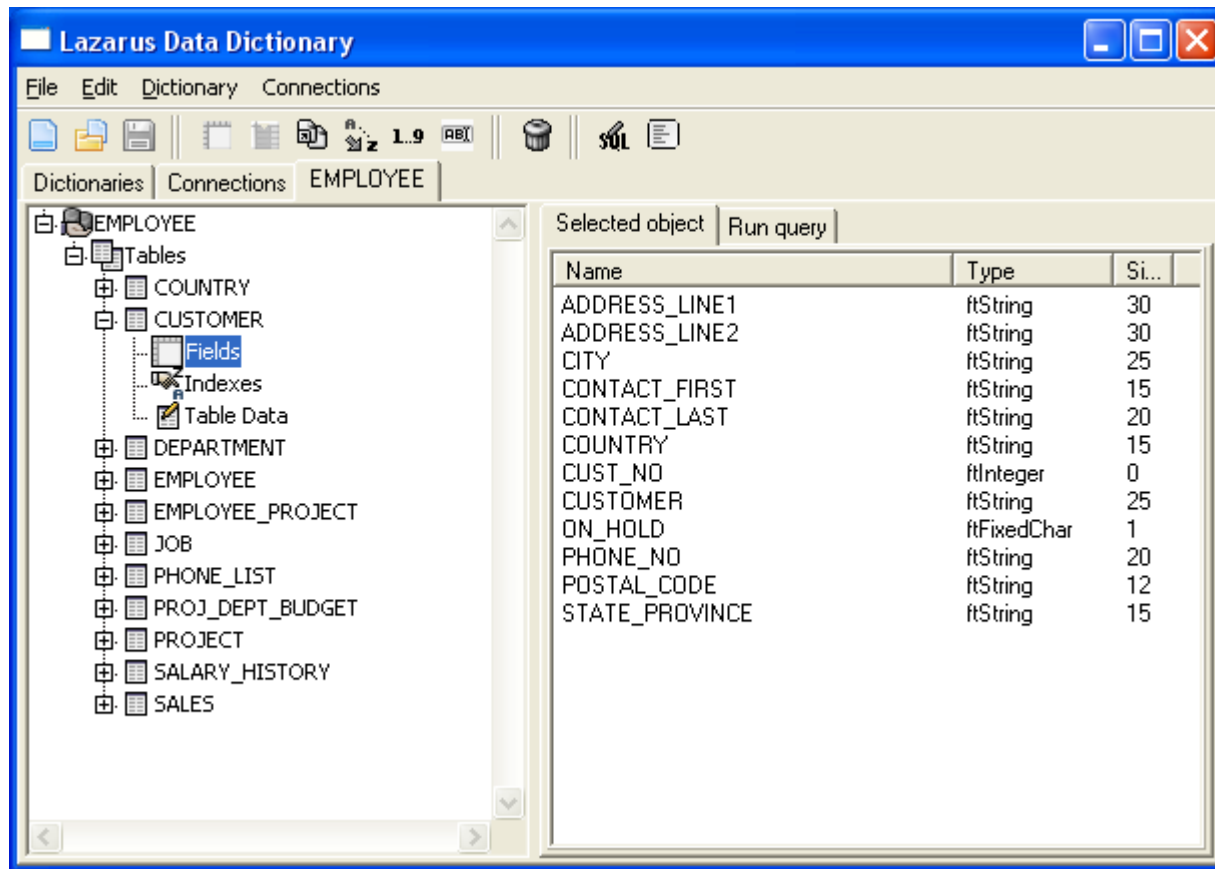 Lazarus Data Dictionary
File Edit Dictionary Connections
A z 1..9 ABI SQL
Dictionaries Connections EMPLOYEE
EMPLOYEE
Tables
COUNTRY
CUSTOMER
Fields
Indexes
Table Data
DEPARTMENT
EMPLOYEE
EMPLOYEE_PROJECT
JOB
PHONE_LIST
PROJ_DEPT_BUDGET
PROJECT
SALARY_HISTORY
SALES
Selected object Run query
Name Type Si...
ADDRESS_LINE1 ftString 30
ADDRESS_LINE2 ftString 30
CITY ftString 25
CONTACT_FIRST ftString 15
CONTACT_LAST ftString 20
COUNTRY ftString 15
CUST_NO ftInteger 0
CUSTOMER ftString 25
ON_HOLD ftFixedChar 1
PHONE_NO ftString 20
POSTAL_CODE ftString 12
STATE_PROVINCE ftString 15